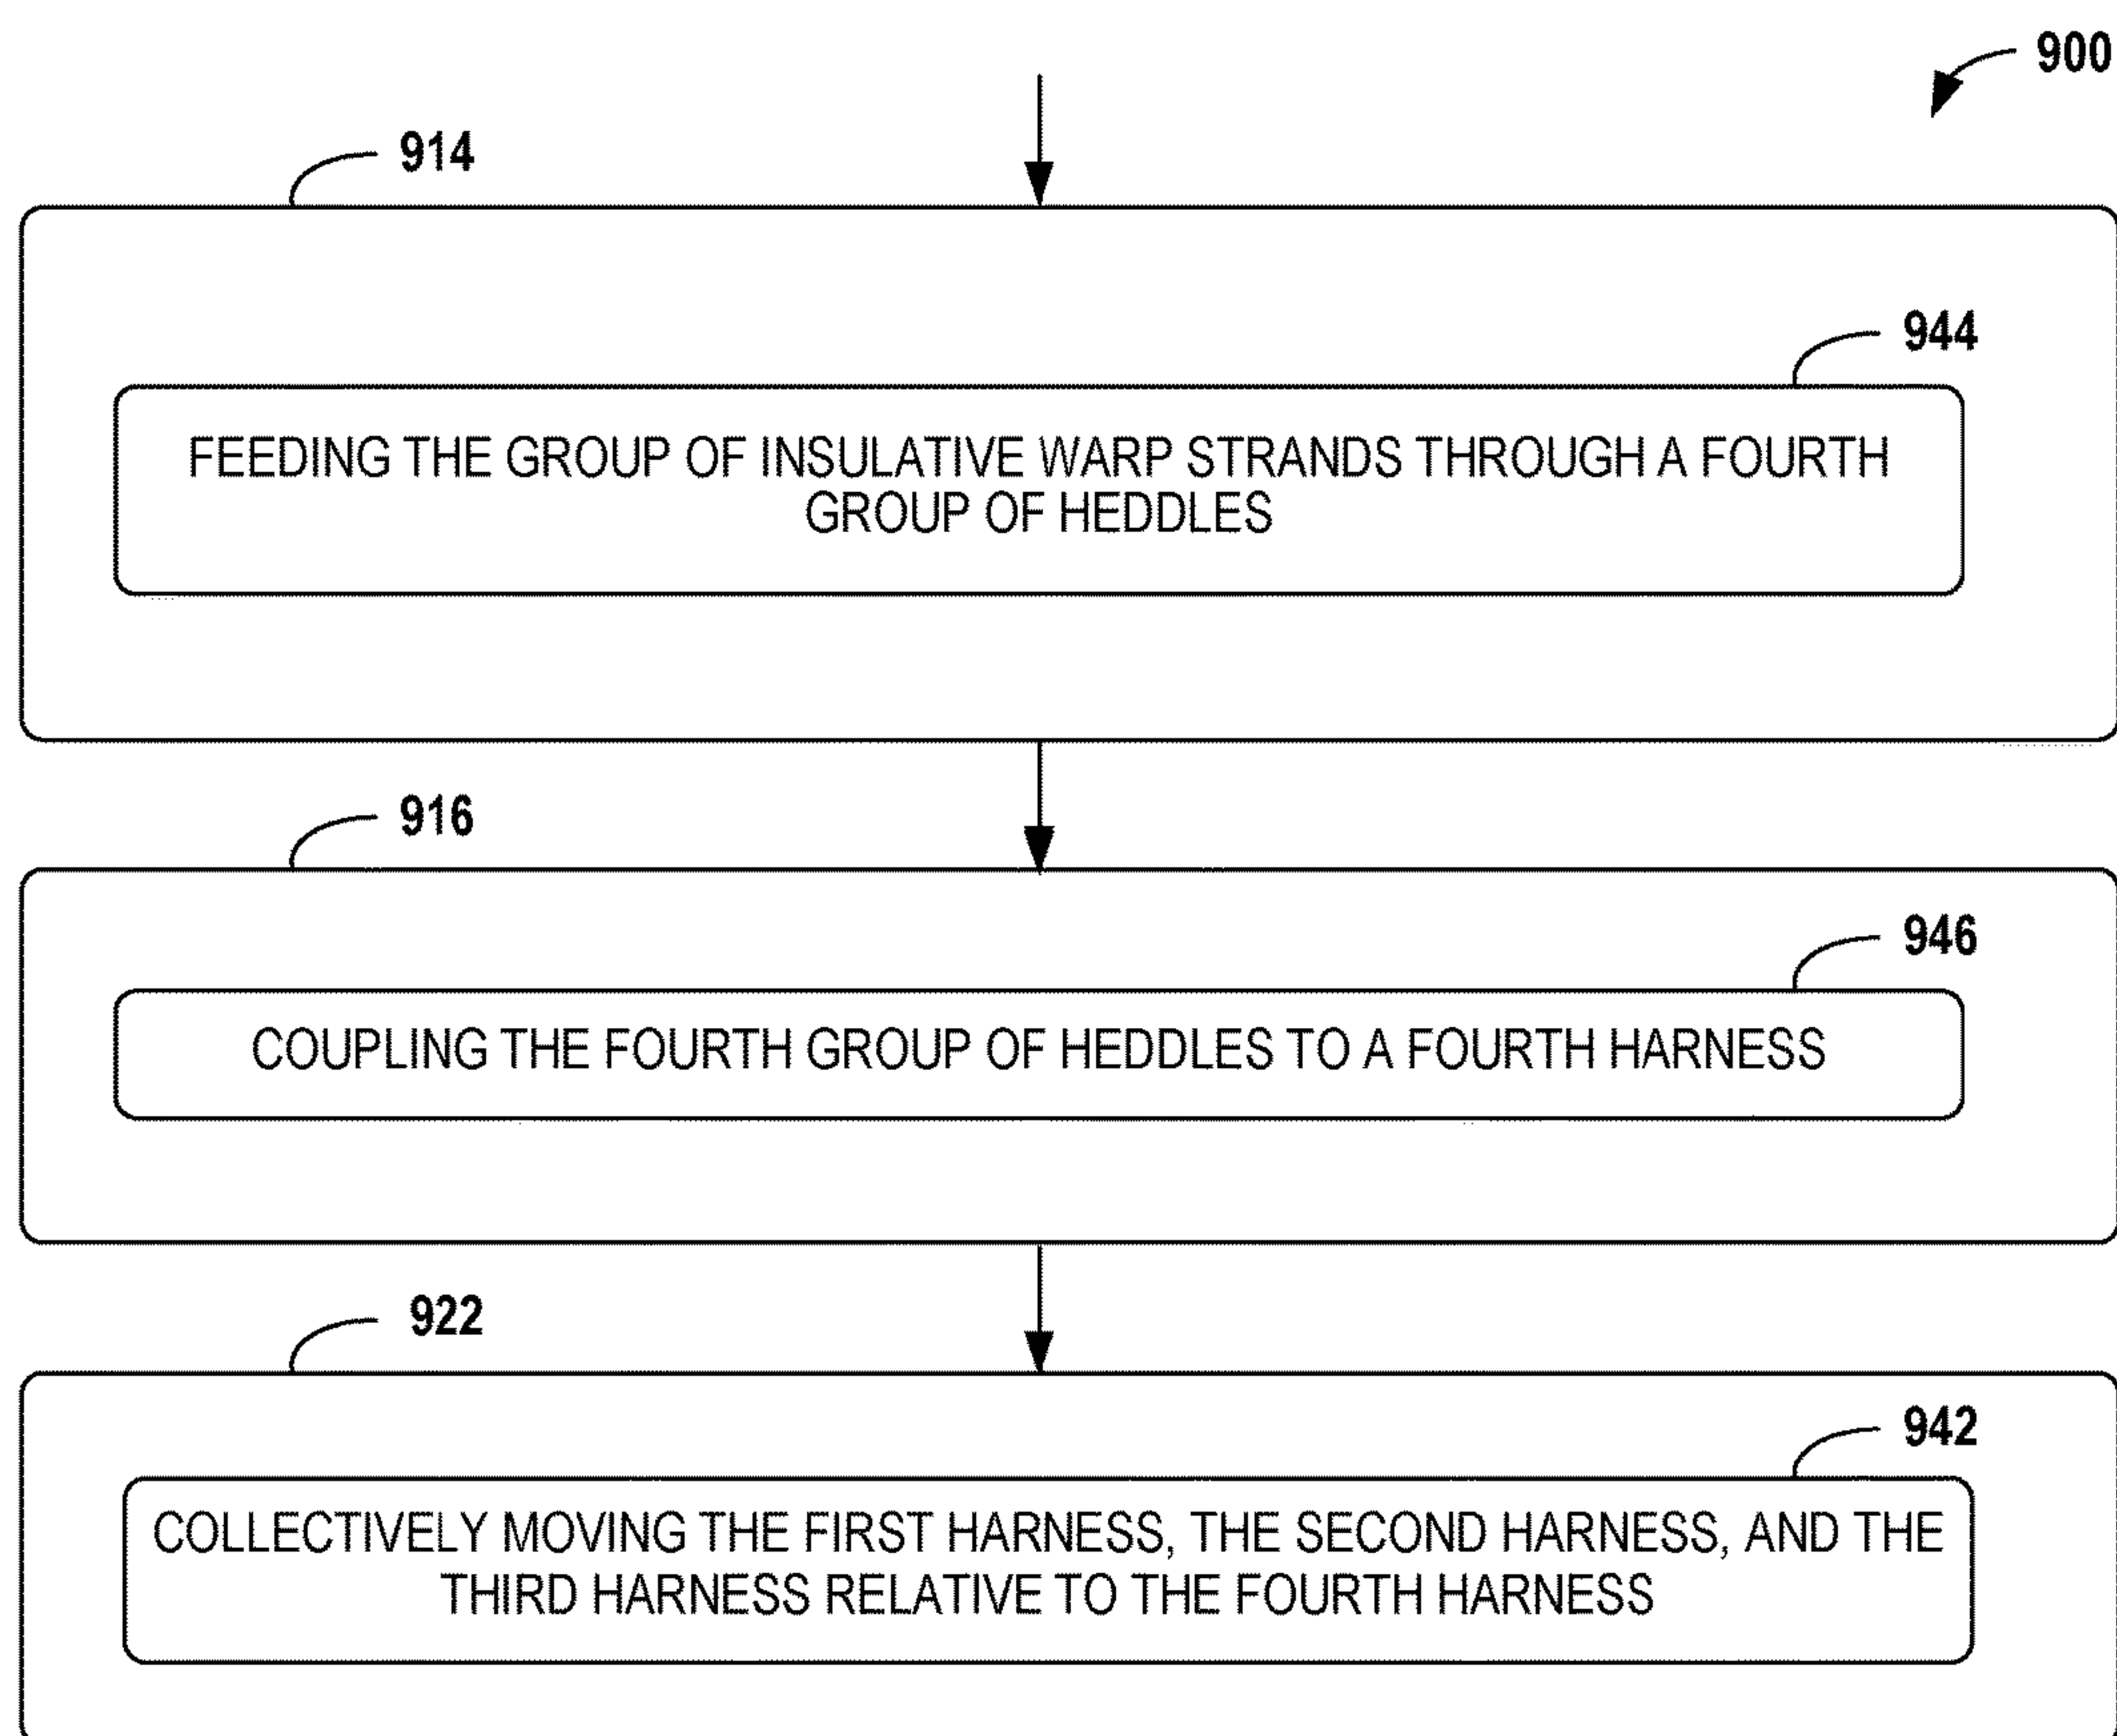 900
914
944
FEEDING THE GROUP OF INSULATIVE WARP STRANDS THROUGH A FOURTH
GROUP OF HEDDLES
916
946
COUPLING THE FOURTH GROUP OF HEDDLES TO A FOURTH HARNESS
922
942
COLLECTIVELY MOVING THE FIRST HARNESS, THE SECOND HARNESS, AND THE
THIRD HARNESS RELATIVE TO THE FOURTH HARNESS